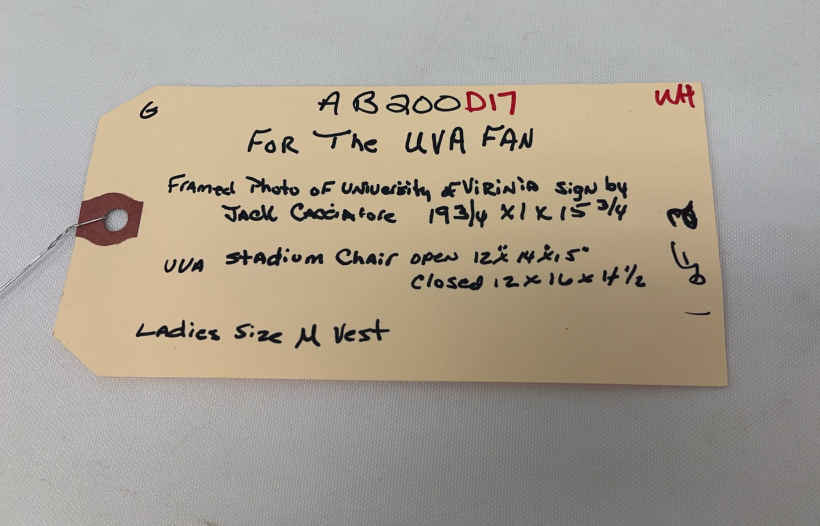 G
AB200D17
WH
FOR The UVA FAN
Framed Photo OF University of Virinia Sign by
Jack 19 3/4 X 1 X 15 3/4
UVA Stadium Chair open 12" X 14" X 15"
Closed 12 X 16 X 4 1/2
Ladies Size M Vest